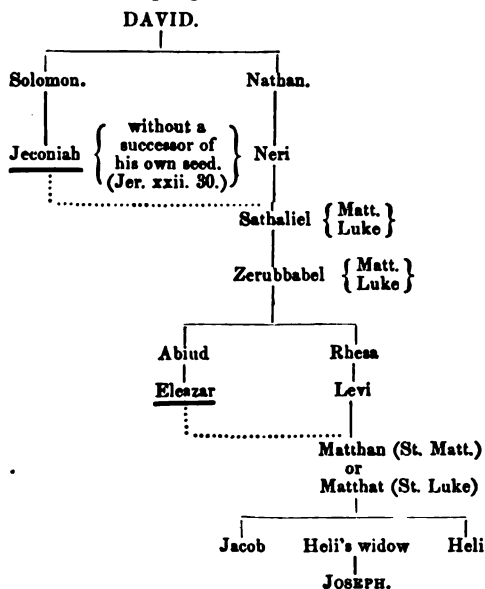 DAVID.
Solomon. Nathan.
Jeconiah { without a successor of his own seed. (Jer. xxii. 30.) } Neri
Sathaliel { Matt. Luke }
Zerubbabel { Matt. Luke }
Abiud Rhesa
Eleazar Levi
Matthan (St. Matt.)
or
Matthat (St. Luke)
Jacob Heli's widow Heli
JOSEPH.